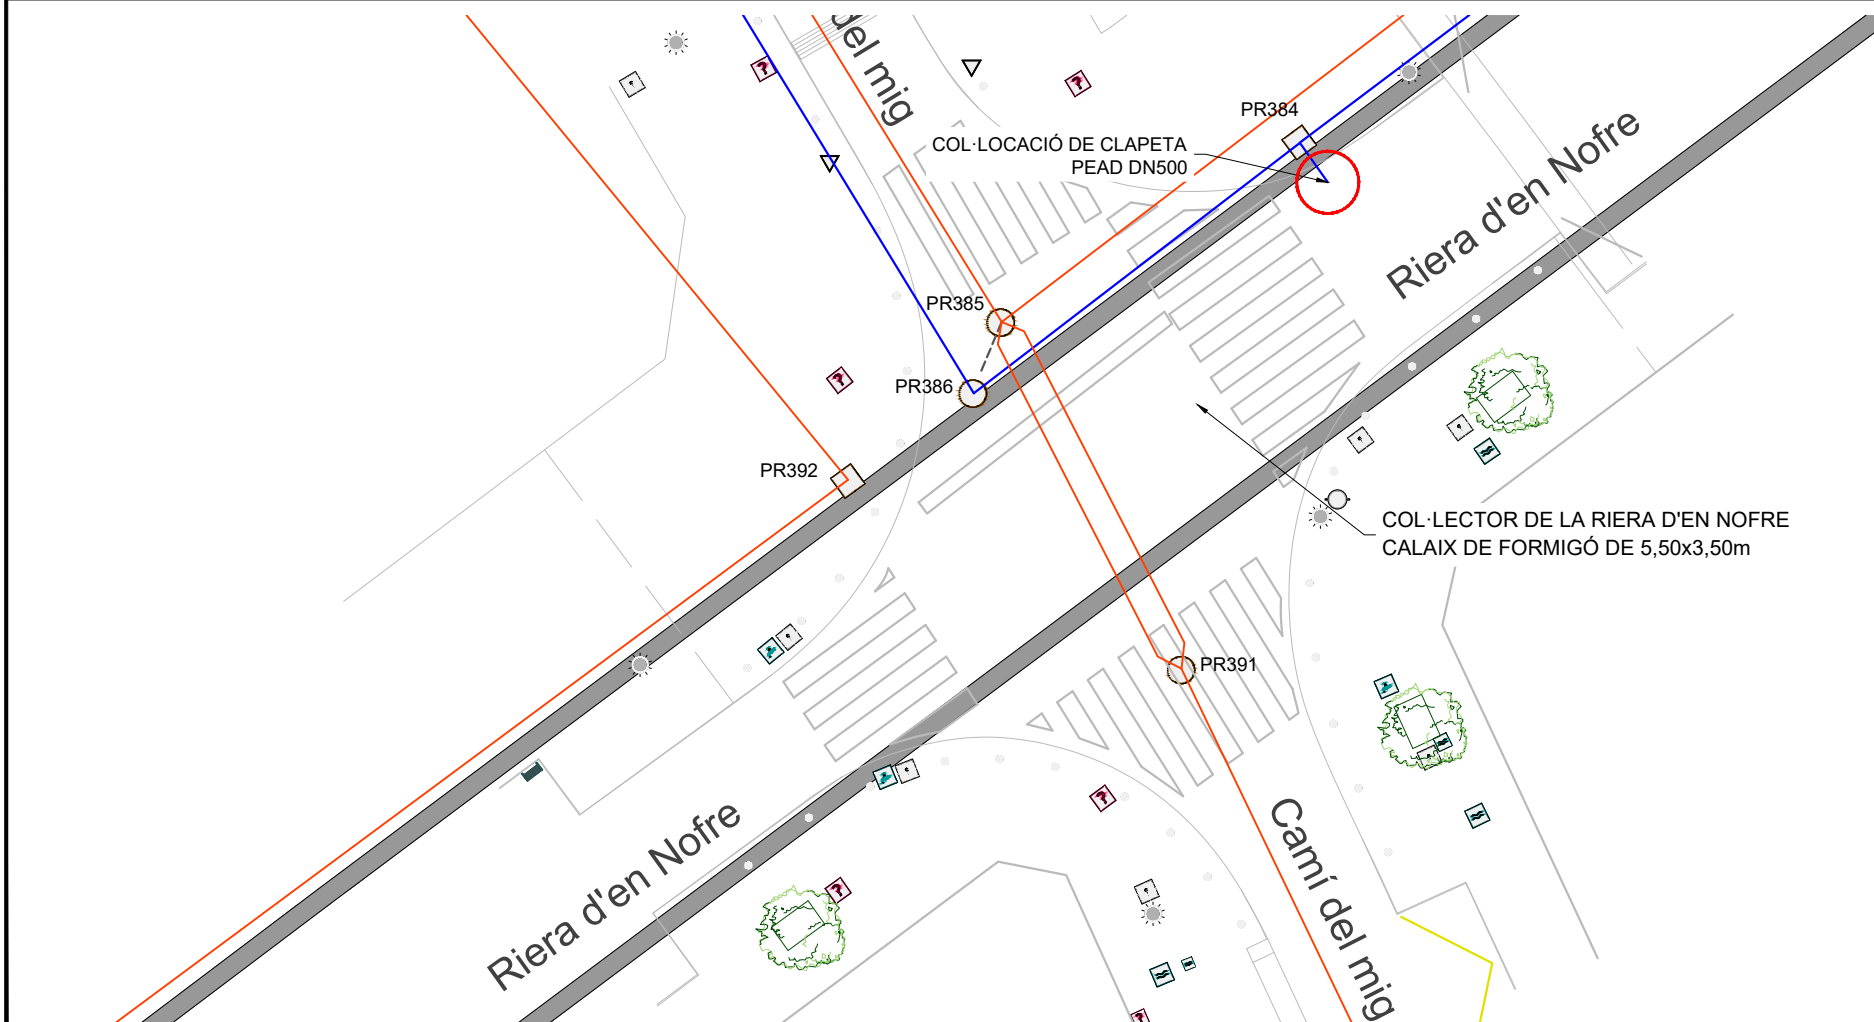 del mig
PR384
COL·LOCACIÓ DE CLAPETA
PEAD DN500
Riera d'en Nofre
PR385
PR386
PR392
COL·LECTOR DE LA RIERA D'EN NOFRE
CALAIX DE FORMIGÓ DE 5,50x3,50m
PR391
Riera d'en Nofre
Camí del mig